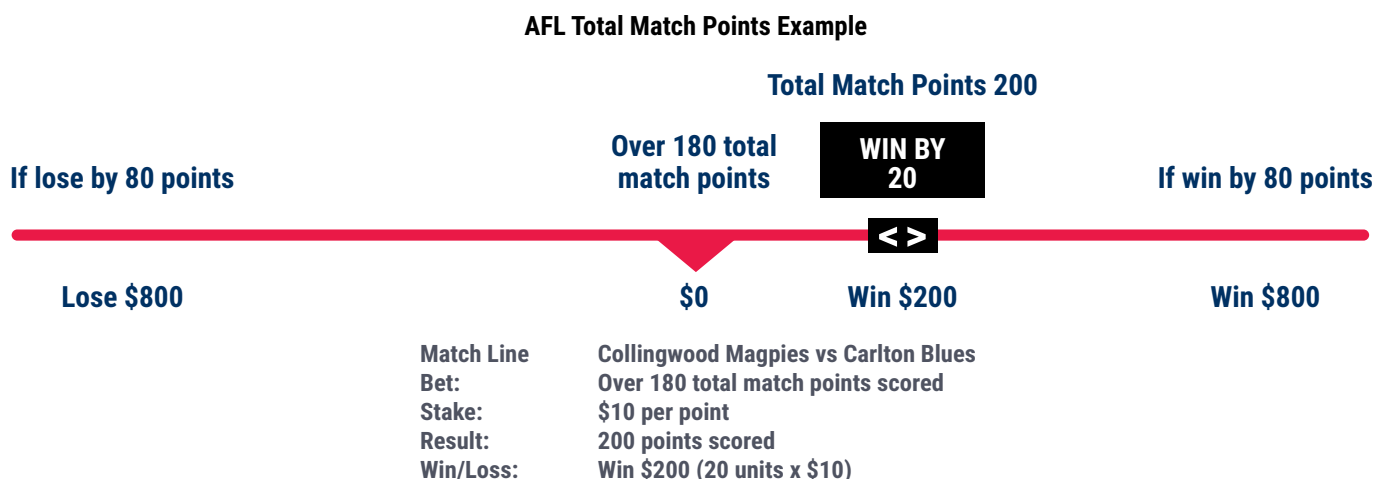 AFL Total Match Points Example
Total Match Points 200
If lose by 80 points
Over 180 total
match points
WIN BY
20
If win by 80 points
< >
Lose $800
$0
Win $200
Win $800
Match Line Collingwood Magpies vs Carlton Blues
Bet: Over 180 total match points scored
Stake: $10 per point
Result: 200 points scored
Win/Loss: Win $200 (20 units x $10)